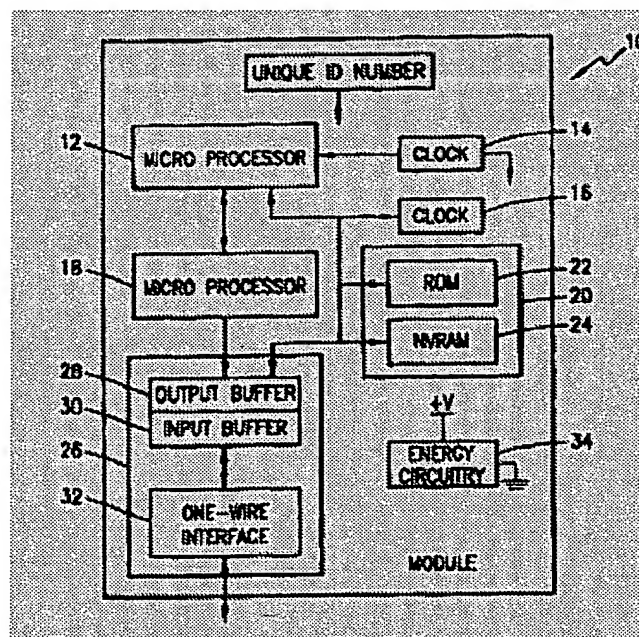 10
UNIQUE ID NUMBER
12
MICRO PROCESSOR
CLOCK
14
CLOCK
16
18
MICRO PROCESSOR
ROM
22
20
NVRAM
24
28
OUTPUT BUFFER
30
INPUT BUFFER
26
+V
ENERGY
CIRCUITRY
34
32
ONE-WIRE
INTERFACE
MODULE